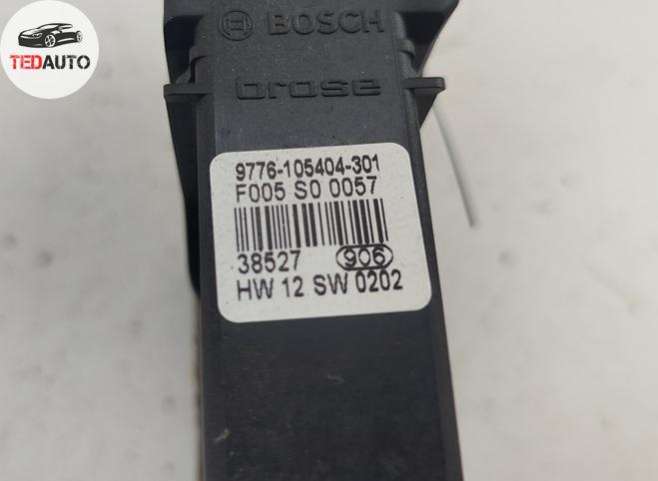 TEDAUTO
BOSCH
brose
9776-105404-301
F005 S0 0057
38527 906
HW 12 SW 0202